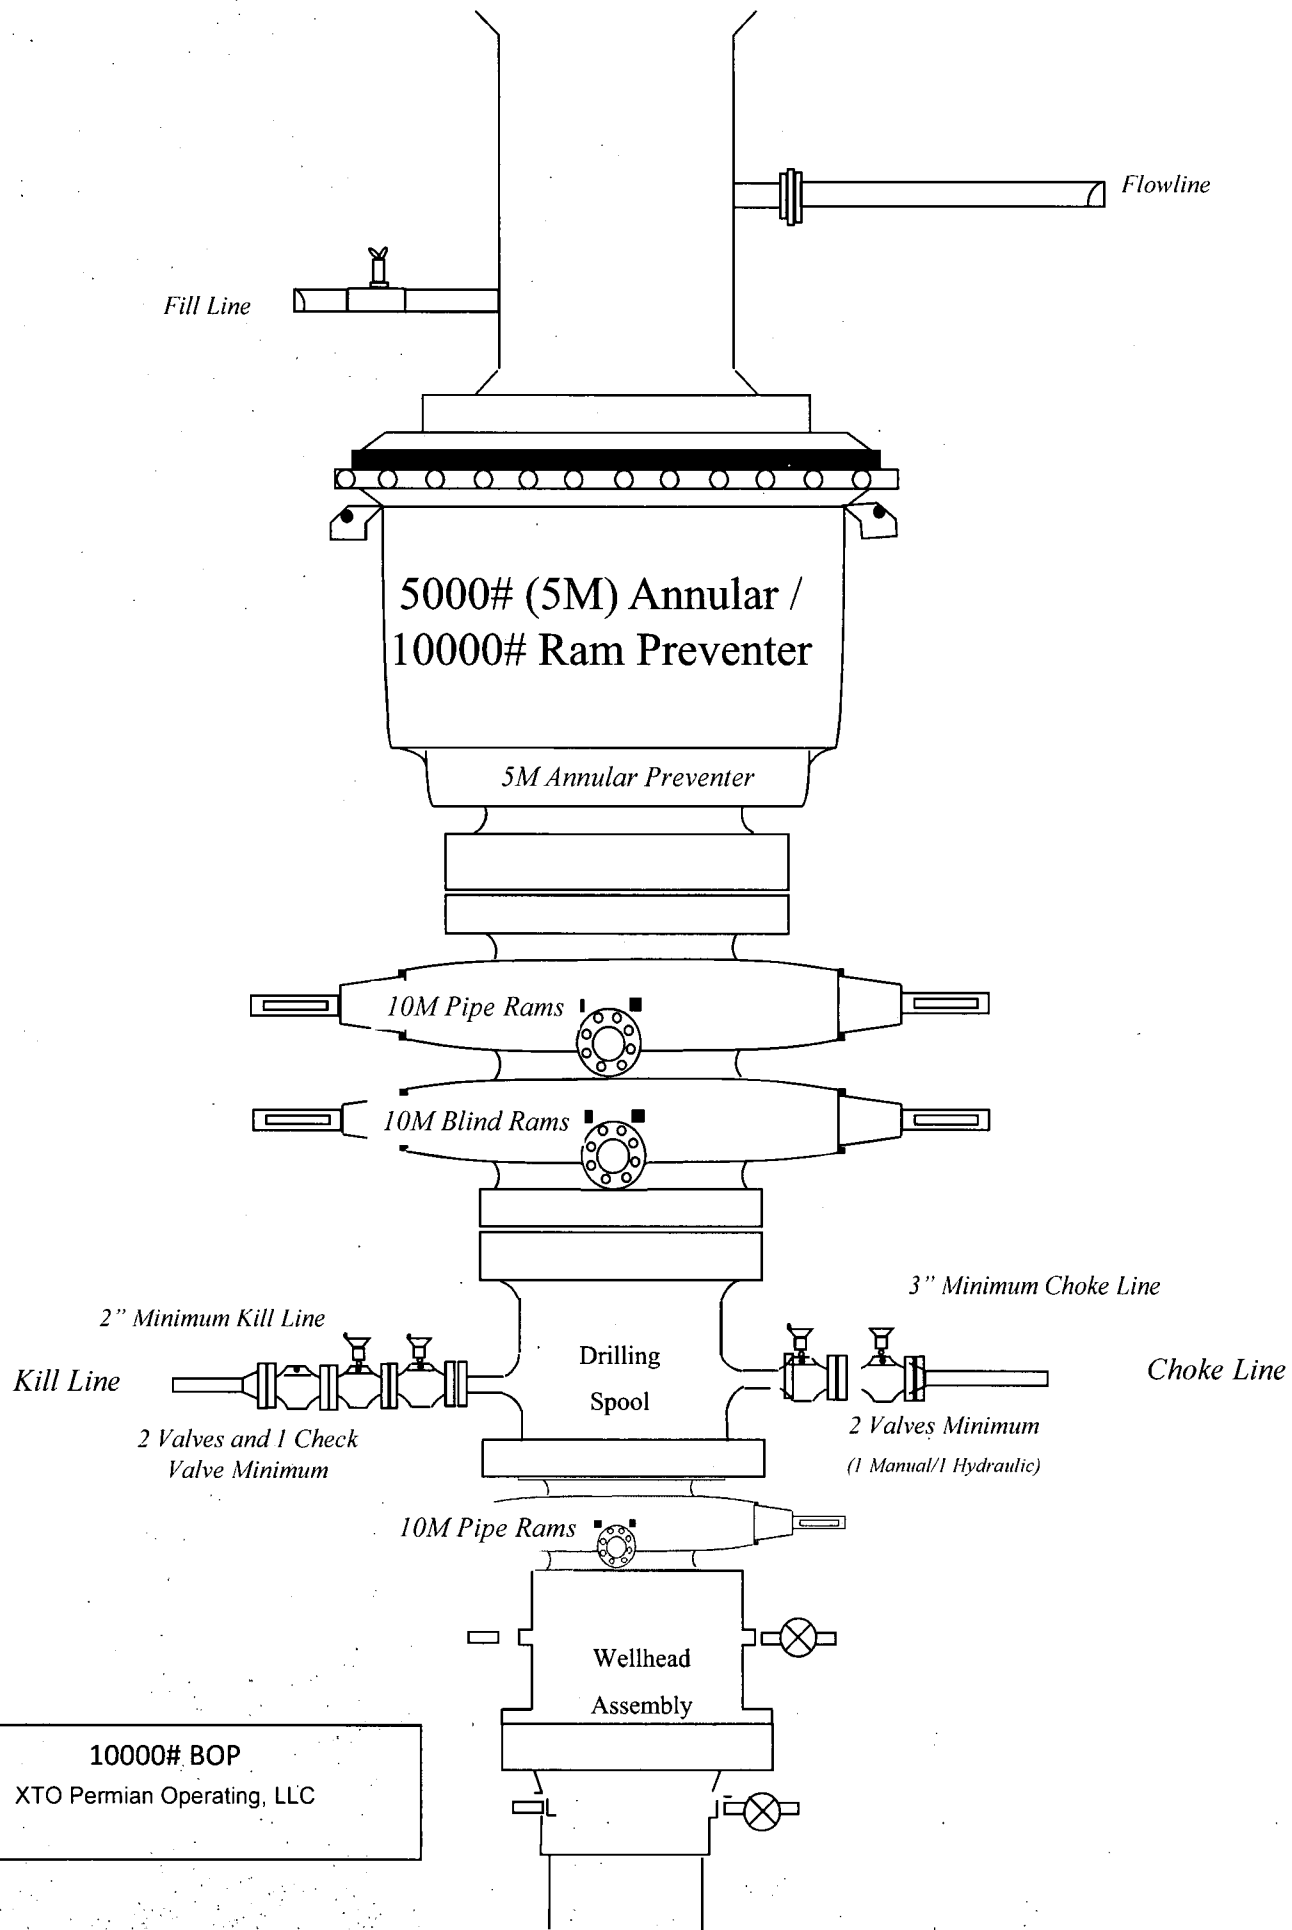 Flowline
Fill Line
5000# (5M) Annular /
10000# Ram Preventer
5M Annular Preventer
10M Pipe Rams
10M Blind Rams
3” Minimum Choke Line
2” Minimum Kill Line
Drilling
Spool
Kill Line
Choke Line
2 Valves and 1 Check
Valve Minimum
2 Valves Minimum
(1 Manual/1 Hydraulic)
10M Pipe Rams
Wellhead
Assembly
10000# BOP
XTO Permian Operating, LLC